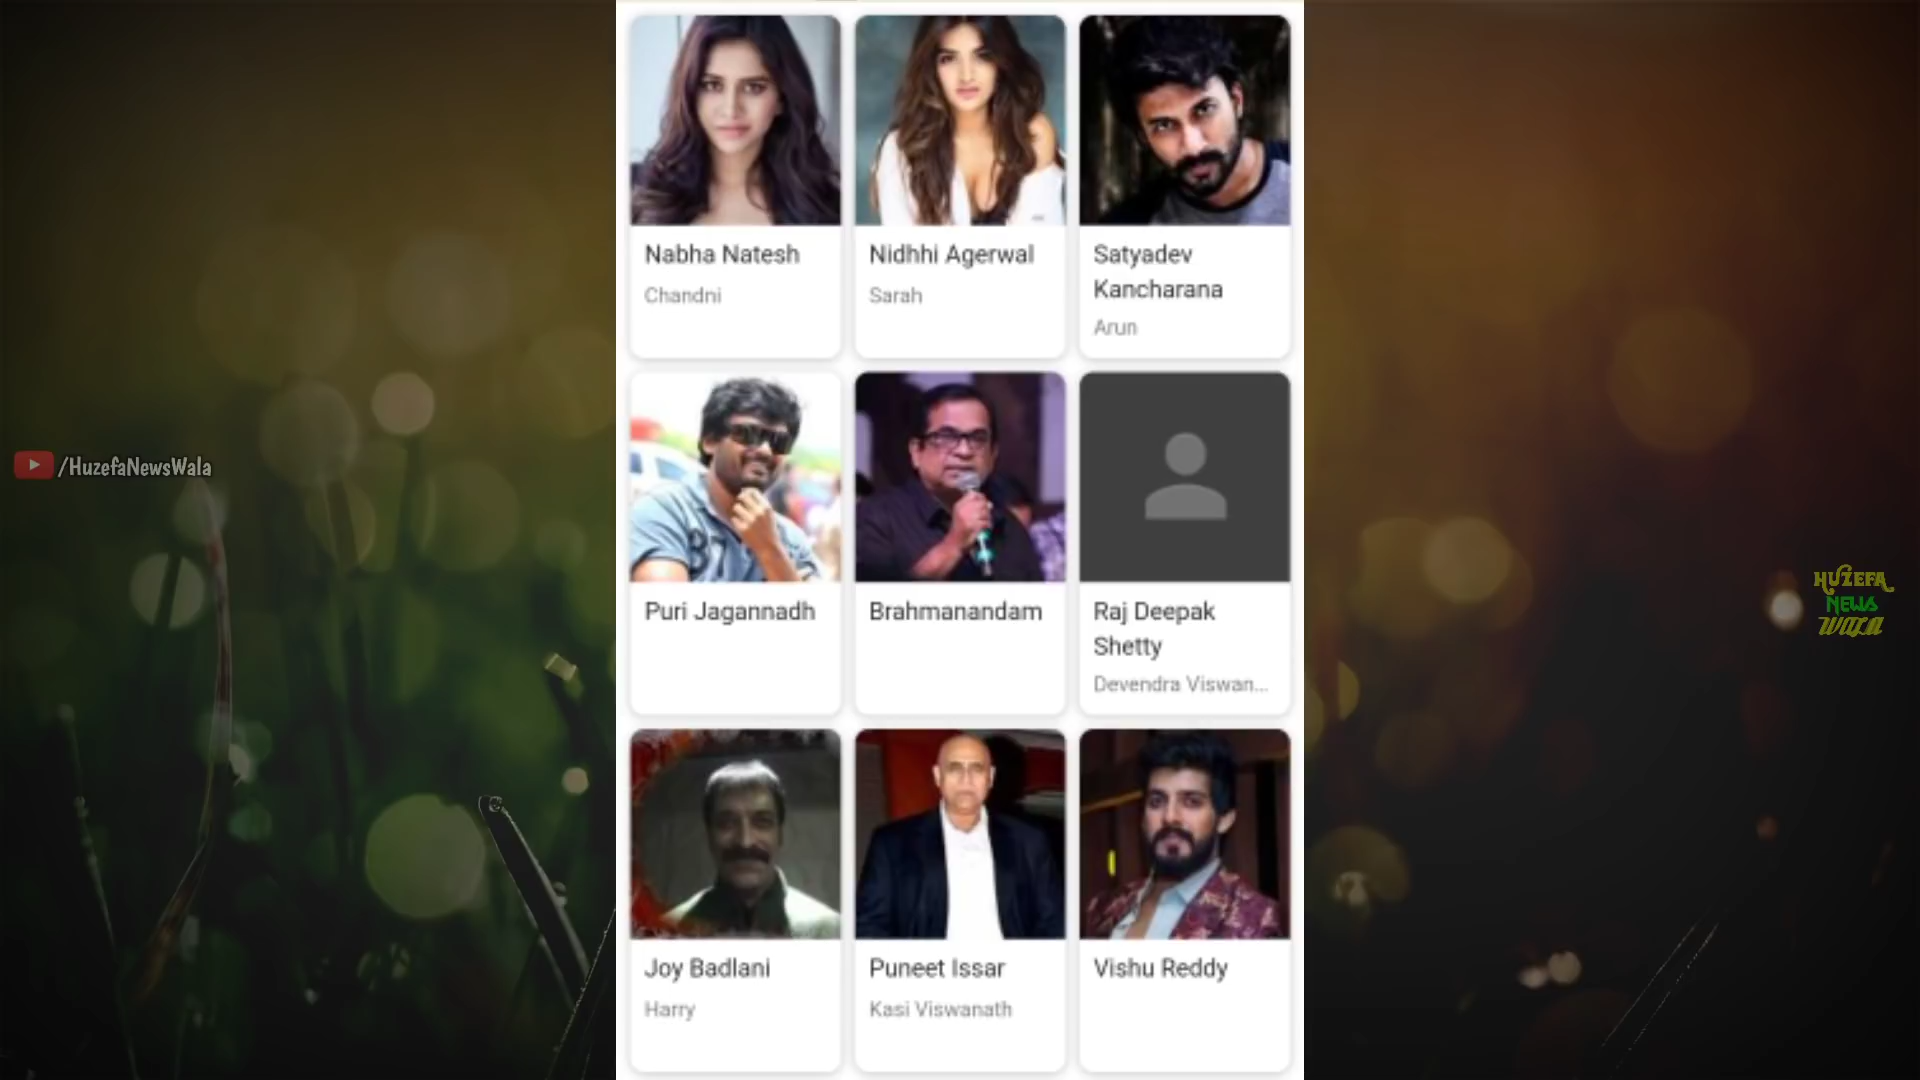 Nabha Natesh
Chandni
Nidhhi Agerwal
Sarah
Satyadev
Kancharana
Arun
/HuzefaNewsWala
Puri Jagannadh
Brahmanandam
Raj Deepak
Shetty
Devendra Viswan...
HUZEFA
NEWS
WALA
Joy Badlani
Harry
Puneet Issar
Kasi Viswanath
Vishu Reddy